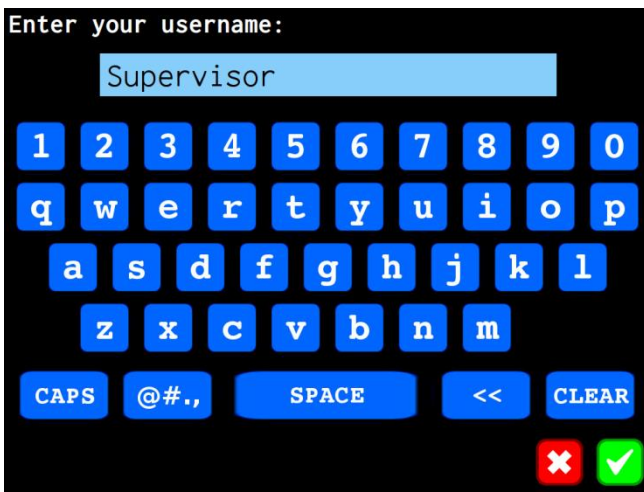 Enter your username:
Supervisor
1 2 3 4 5 6 7 8 9 0
q w e r t y u i o p
a s d f g h j k l
z x c v b n m
CAPS @#., SPACE << CLEAR